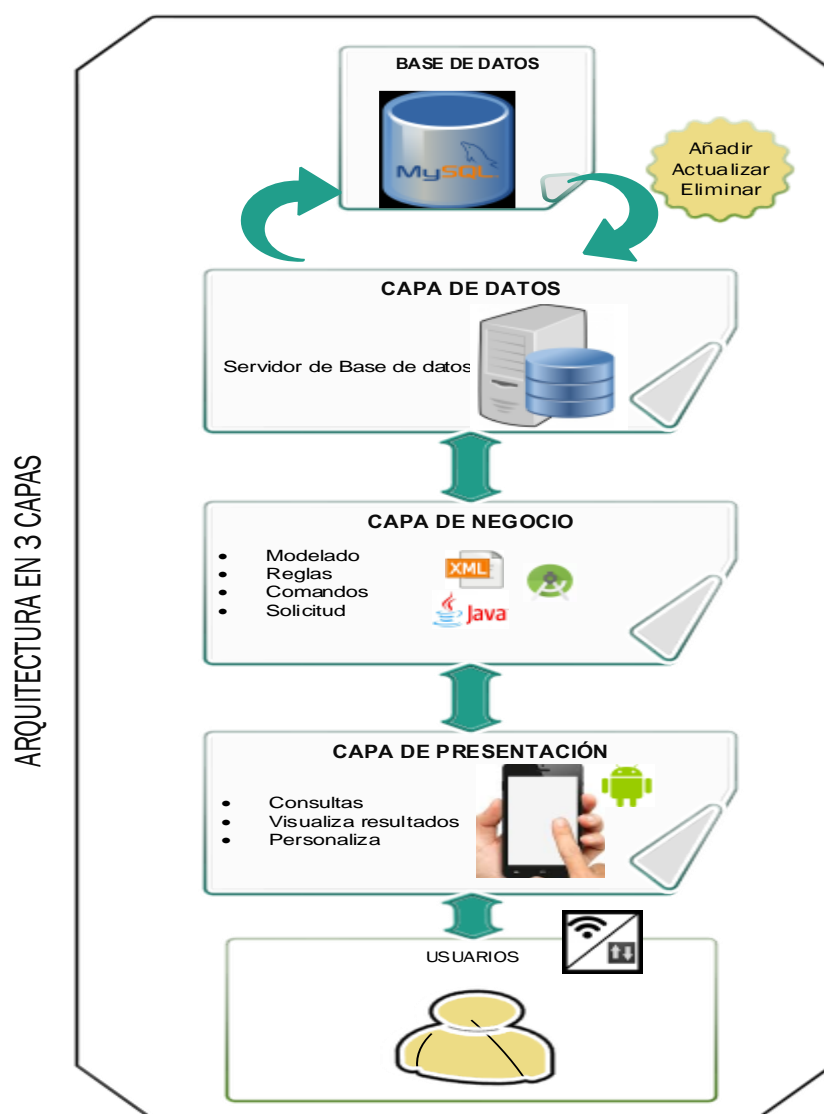 BASE DE DATOS
MySQL
Añadir
Actualizar
Eliminar
CAPA DE DATOS
Servidor de Base de datos
ARQUITECTURA EN 3 CAPAS
CAPA DE NEGOCIO
• Modelado
• Reglas
• Comandos
• Solicitud
XML
Java
CAPA DE PRESENTACIÓN
• Consultas
• Visualiza resultados
• Personaliza
USUARIOS